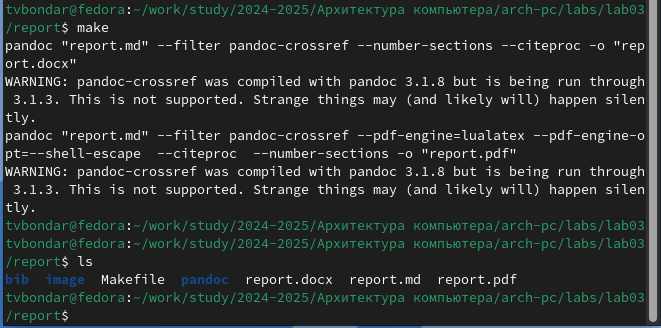 tvbondar@fedora:~/work/study/2024-2025/Архитектура компьютера/arch-pc/labs/lab03
/report$ make
pandoc "report.md" --filter pandoc-crossref --number-sections --citeproc -o "rep
ort.docx"
WARNING: pandoc-crossref was compiled with pandoc 3.1.8 but is being run through
 3.1.3. This is not supported. Strange things may (and likely will) happen silen
tly.
pandoc "report.md" --filter pandoc-crossref --pdf-engine=lualatex --pdf-engine-o
pt=--shell-escape  --citeproc  --number-sections -o "report.pdf"
WARNING: pandoc-crossref was compiled with pandoc 3.1.8 but is being run through
 3.1.3. This is not supported. Strange things may (and likely will) happen silen
tly.
tvbondar@fedora:~/work/study/2024-2025/Архитектура компьютера/arch-pc/labs/lab03
tvbondar@fedora:~/work/study/2024-2025/Архитектура компьютера/arch-pc/labs/lab03
/report$ ls
bib  image  Makefile  pandoc  report.docx  report.md  report.pdf
tvbondar@fedora:~/work/study/2024-2025/Архитектура компьютера/arch-pc/labs/lab03
/report$